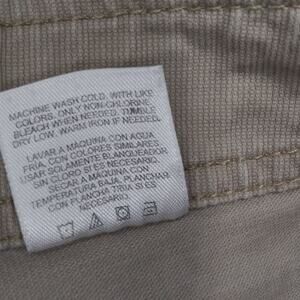 MACHINE WASH COLD, WITH LIKE
COLORS, ONLY NON-CHLORINE
BLEACH WHEN NEEDED, TUMBLE
DRY LOW, WARM IRON IF NEEDED.
LAVAR A MAQUINA CON AGUA
FRIA, CON COLORES SIMILARES
USAR SOLAMENTE BLANQUEADOR
SIN CLORO SI ES NECESARIO.
SECAR A MAQUINA CON
TEMPERATURA BAJA, PLANCHAR
CON PLANCHA TIBIA SI ES
NECESARIO.